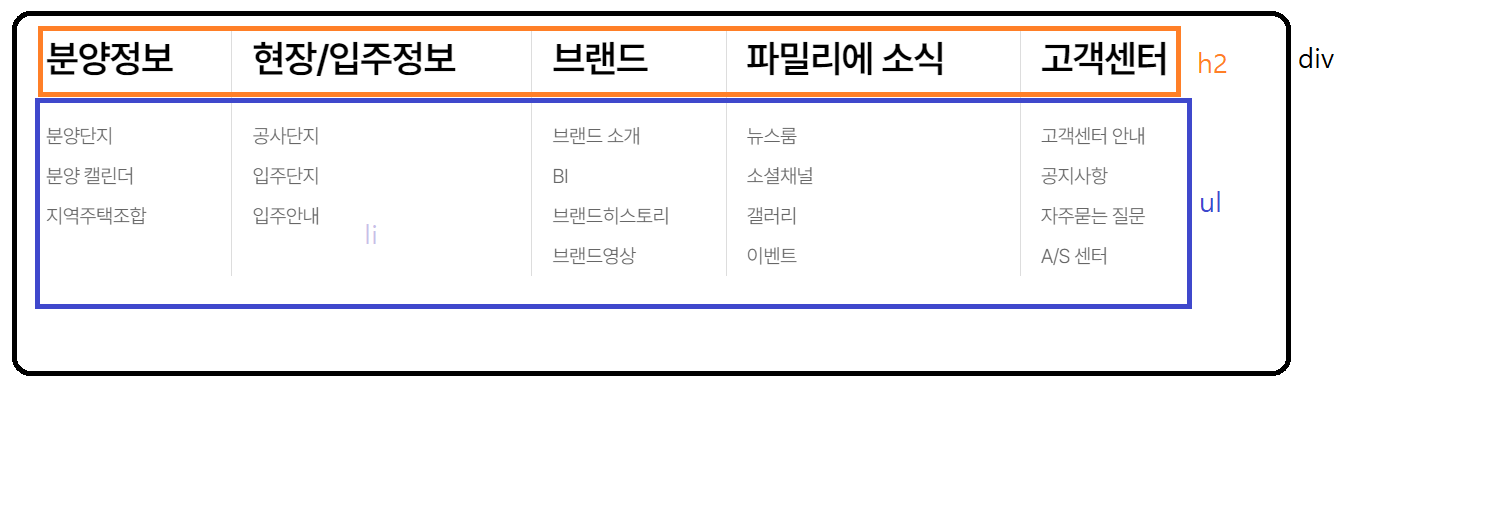 분양정보 현장/입주정보 브랜드 파밀리에 소식 고객센터 h2 div
분양단지 공사단지 브랜드 소개 뉴스룸 고객센터 안내
분양 캘린더 입주단지 BI 소셜채널 공지사항
ul
지역주택조합 입주안내 브랜드히스토리 갤러리 자주묻는 질문
li
브랜드영상 이벤트 A/S 센터